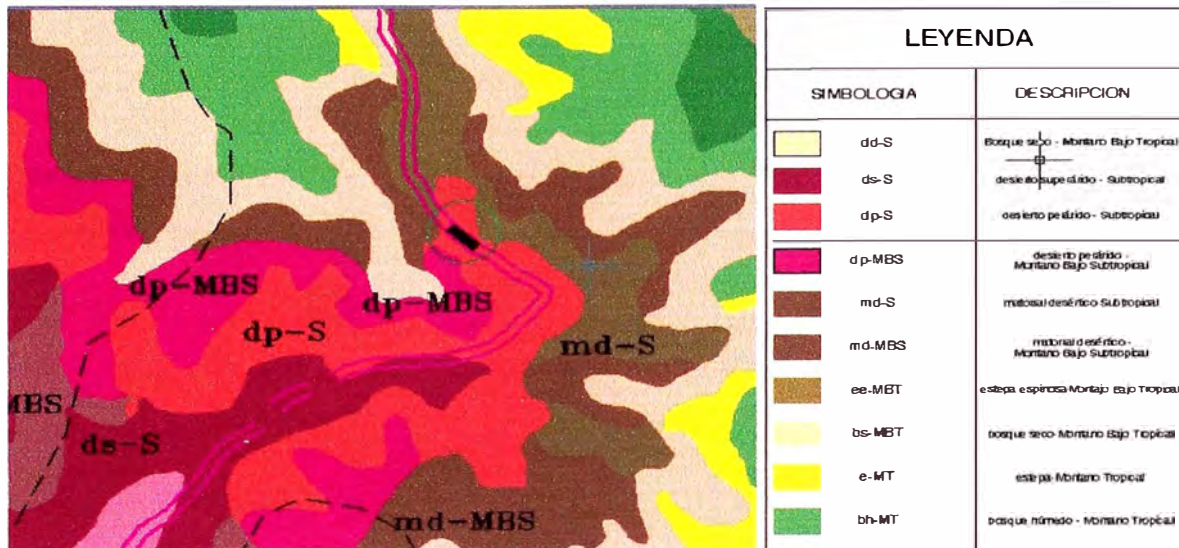 dp-MBS
dp-MBS
dp-S
md-S
MBS
ds-S
md-MBS
LEYENDA
SIMBOLOGIA
DESCRIPCION
dd-S
Bosque seco - Montano Bajo Tropical
ds-S
desierto superárido - Subtropical
dp-S
desierto perárido - Subtropical
dp-MBS
desierto perárido -
Montano Bajo Subtropical
md-S
matorral desértico Subtropical
md-MBS
matorral desértico -
Montano Bajo Subtropical
ee-MBT
estepa espinosa-Montajo Bajo Tropical
bs-MBT
bosque seco-Montano Bajo Tropical
e-MT
estepa-Montano Tropical
bh-MT
bosque húmedo - Montano Tropical